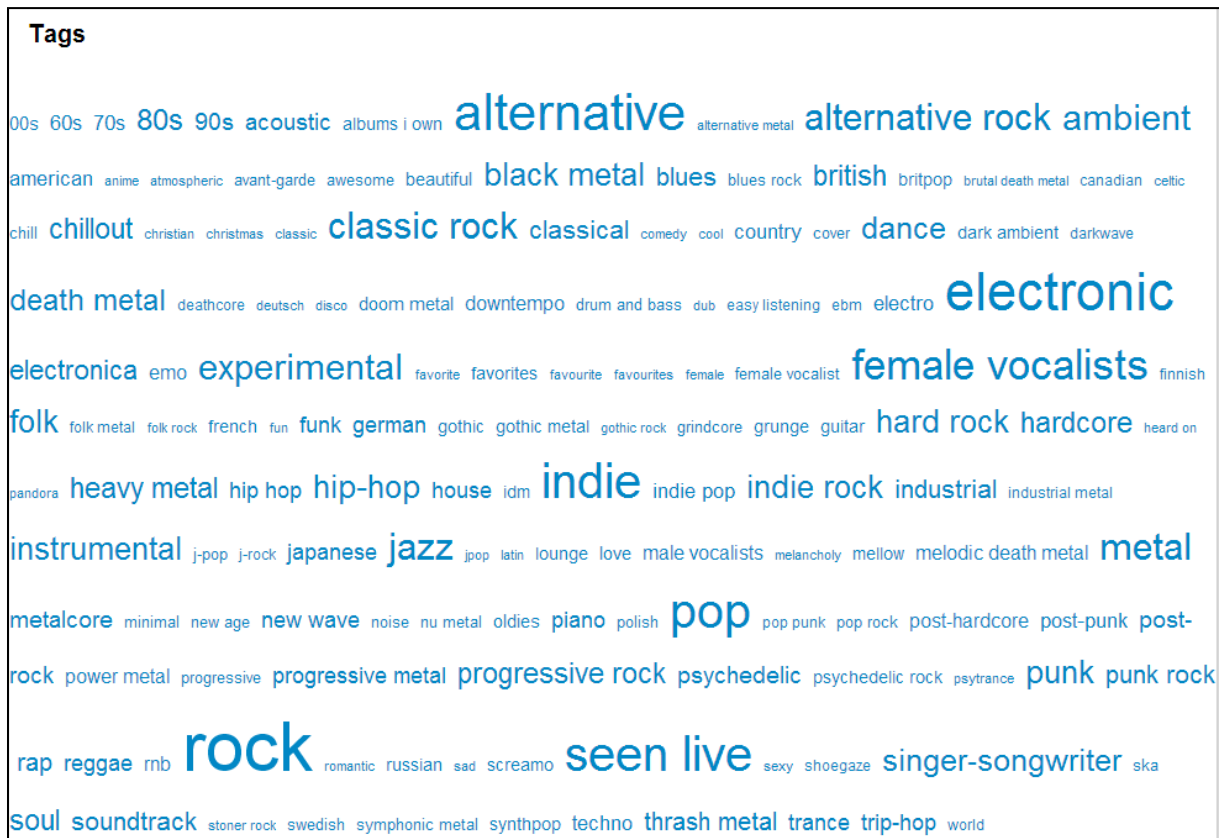 Tags
00s 60s 70s 80s 90s acoustic albums i own alternative alternative metal alternative rock ambient
american anime atmospheric avant-garde awesome beautiful black metal blues blues rock british britpop brutal death metal canadian celtic
chill chillout christian christmas classic classic rock classical comedy cool country cover dance dark ambient darkwave
death metal deathcore deutsch disco doom metal downtempo drum and bass dub easy listening ebm electro electronic
electronica emo experimental favorite favorites favourite favourites female female vocalist female vocalists finnish
folk folk metal folk rock french fun funk german gothic gothic metal gothic rock grindcore grunge guitar hard rock hardcore heard on
pandora heavy metal hip hop hip-hop house idm indie indie pop indie rock industrial industrial metal
instrumental j-pop j-rock japanese jazz jpop latin lounge love male vocalists melancholy mellow melodic death metal metal
metalcore minimal new age new wave noise nu metal oldies piano polish pop pop punk pop rock post-hardcore post-punk post-
rock power metal progressive progressive metal progressive rock psychedelic psychedelic rock psytrance punk punk rock
rap reggae rnb rock romantic russian sad screamo seen live sexy shoegaze singer-songwriter ska
soul soundtrack stoner rock swedish symphonic metal synthpop techno thrash metal trance trip-hop world